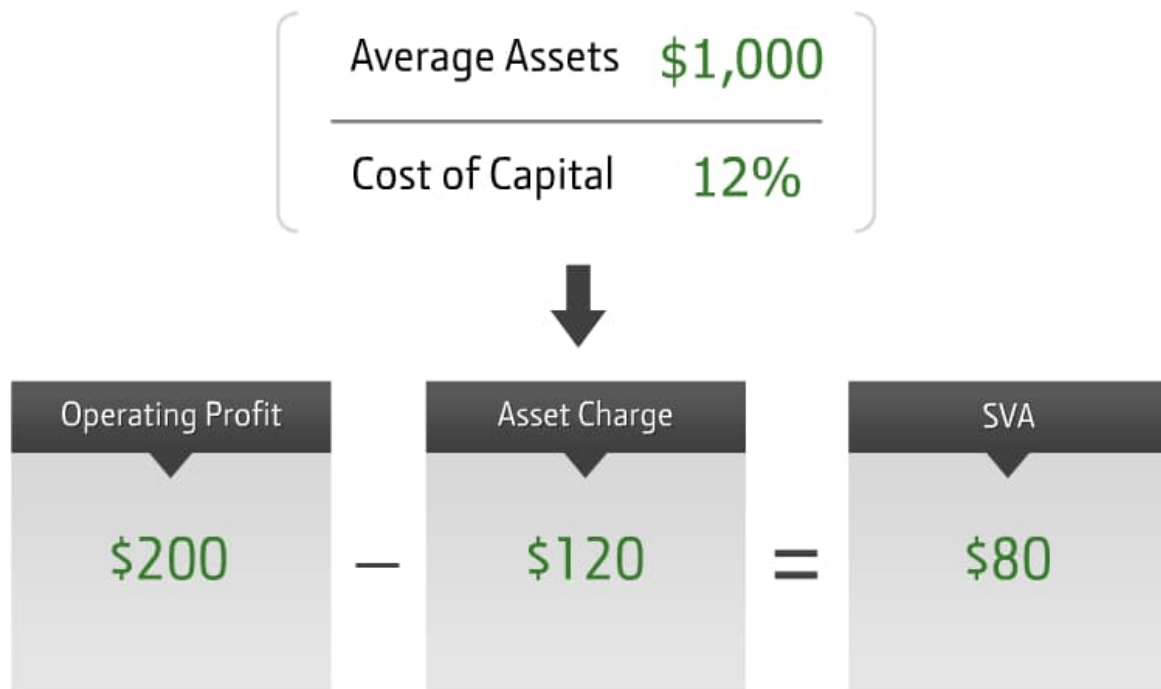 Average Assets $1,000
Cost of Capital 12%
Operating Profit Asset Charge SVA
$200 – $120 = $80